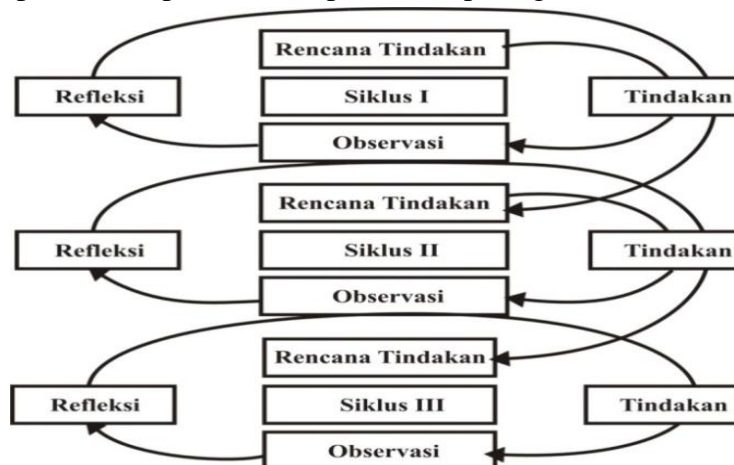 Rencana Tindakan
Refleksi
Siklus I
Tindakan
Observasi
Rencana Tindakan
Refleksi
Siklus II
Tindakan
Observasi
Rencana Tindakan
Refleksi
Siklus III
Tindakan
Observasi